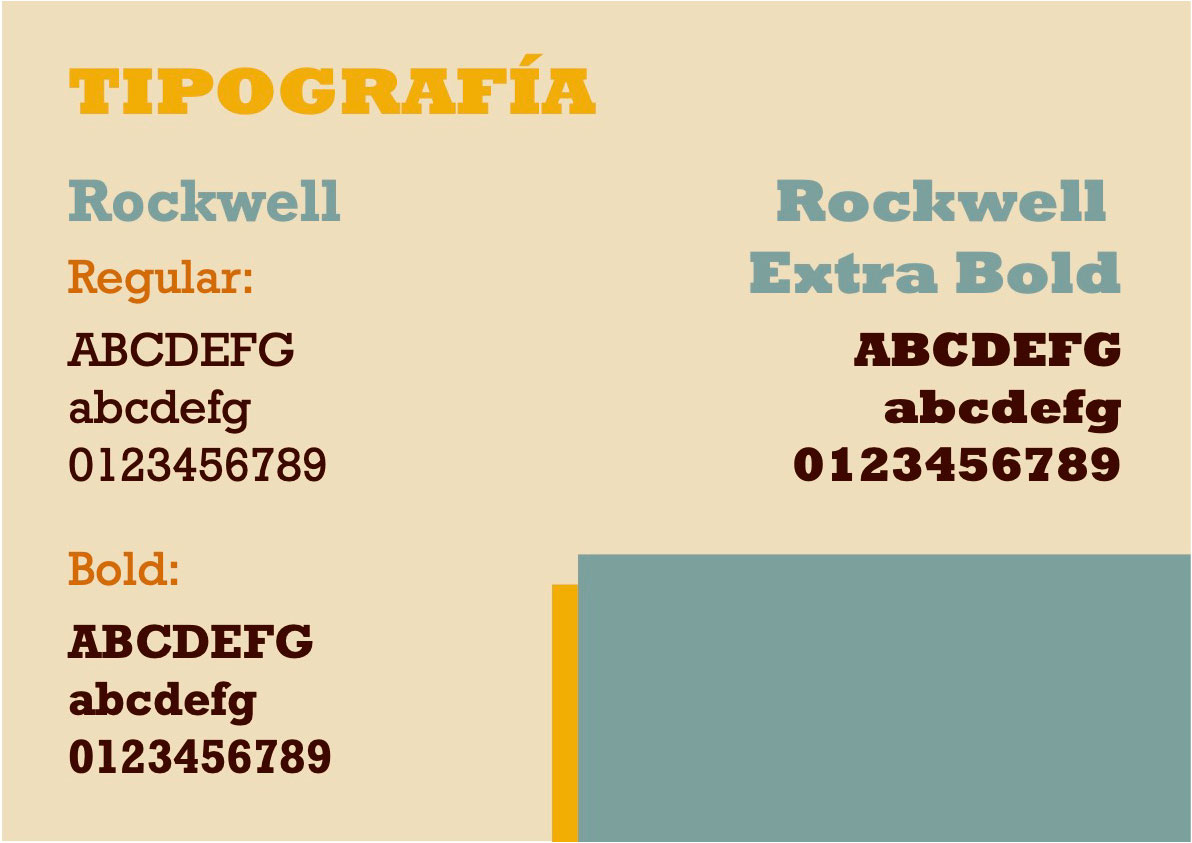 TIPOGRAFÍA
Rockwell
Regular:
ABCDEFG
abcdefg
0123456789
Bold:
ABCDEFG
abcdefg
0123456789
Rockwell
Extra Bold
ABCDEFG
abcdefg
0123456789